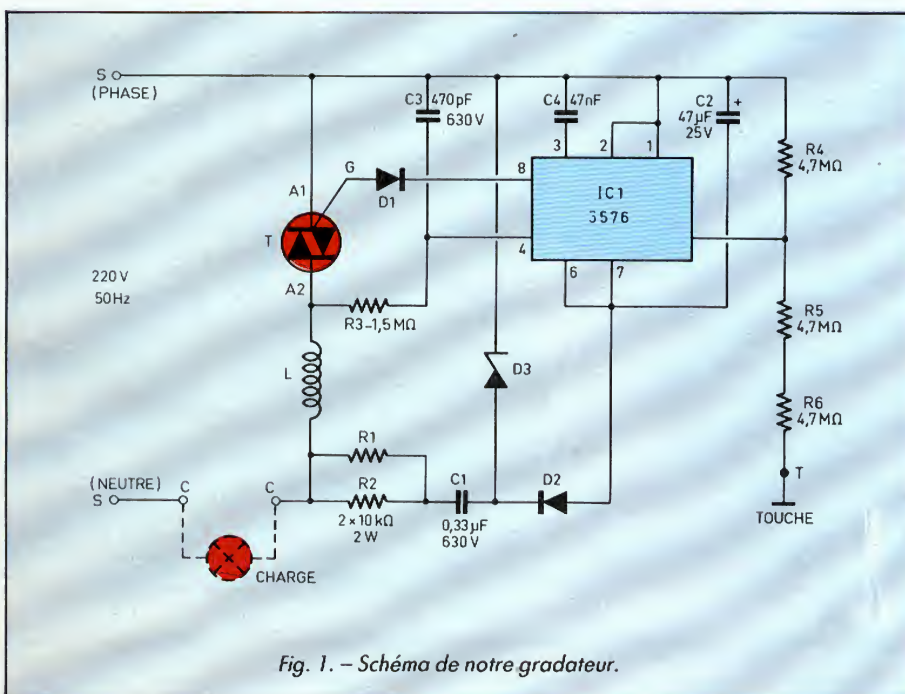 S
(PHASE)
C3
470pF
630V
C4
47nF
C2
47µF
25V
+
3
2
1
R4
4,7MΩ
G
8
A1
D1
IC1
3576
T
4
A2
6
7
220V
50Hz
R3-1,5MΩ
R5
4,7MΩ
L
D3
R6
4,7MΩ
R1
(NEUTRE)
S
C
C
R2
C1
D2
T
2×10kΩ
2W
0,33µF
630V
TOUCHE
CHARGE
Fig. 1. – Schéma de notre gradateur.